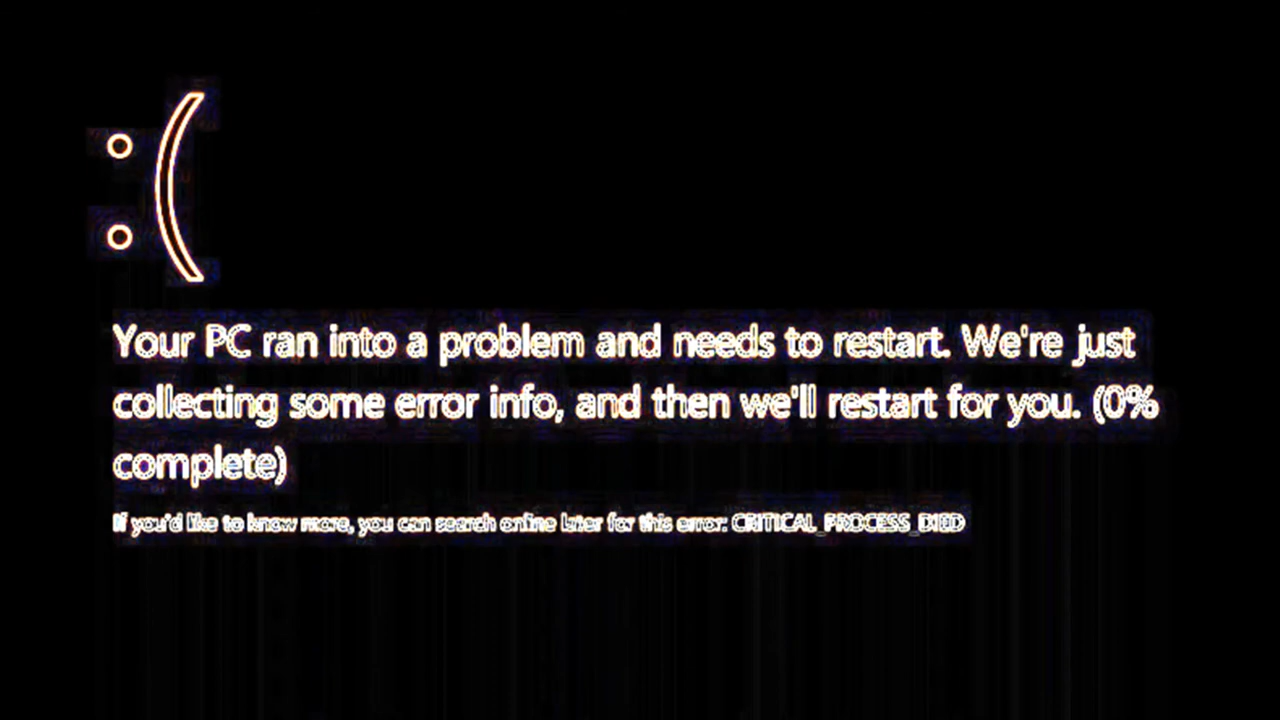 :(
Your PC ran into a problem and needs to restart. We're just
collecting some error info, and then we'll restart for you. (0%
complete)
If you'd like to know more, you can search online later for this error: CRITICAL_PROCESS_DIED